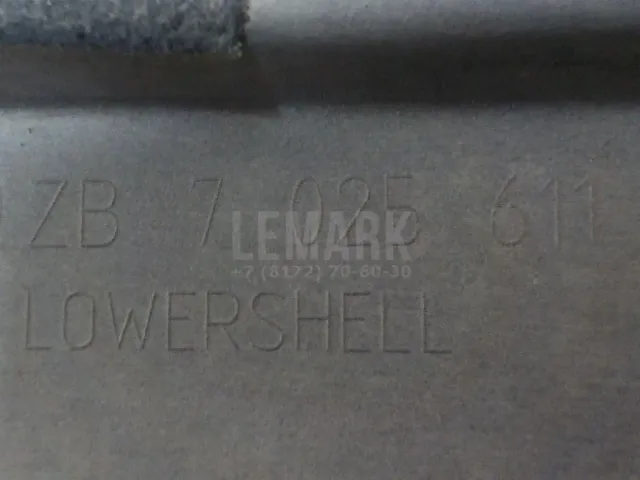 ZB 7 025 611
LEMARK
+7 (8172) 70-60-30
LOWERSHELL